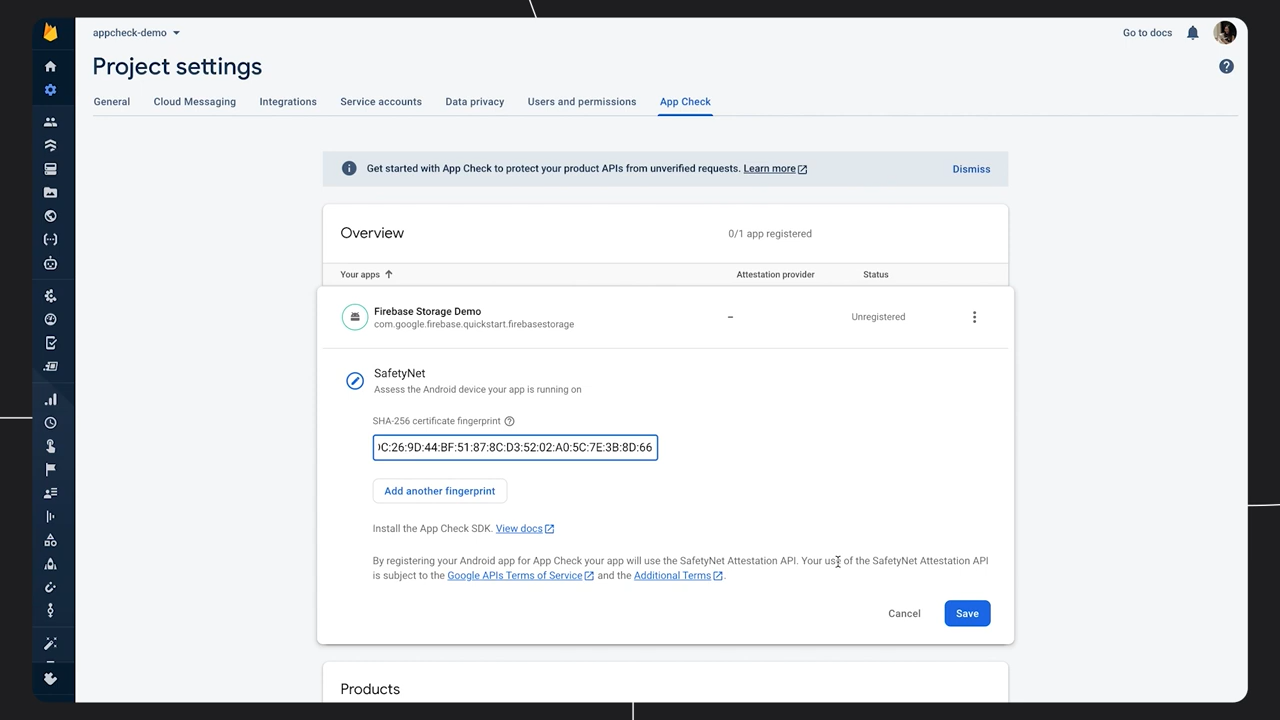 appcheck-demo
Go to docs
Project settings
General Cloud Messaging Integrations Service accounts Data privacy Users and permissions App Check
Get started with App Check to protect your product APIs from unverified requests. Learn more
Dismiss
Overview
0/1 app registered
Your apps
Attestation provider
Status
Firebase Storage Demo
com.google.firebase.quickstart.firebasestorage
–
Unregistered
SafetyNet
Assess the Android device your app is running on
SHA-256 certificate fingerprint
C:26:9D:44:BF:51:87:8C:D3:52:02:A0:5C:7E:3B:8D:66
Add another fingerprint
Install the App Check SDK. View docs
By registering your Android app for App Check your app will use the SafetyNet Attestation API. Your use of the SafetyNet Attestation API
is subject to the Google APIs Terms of Service and the Additional Terms.
Cancel
Save
Products